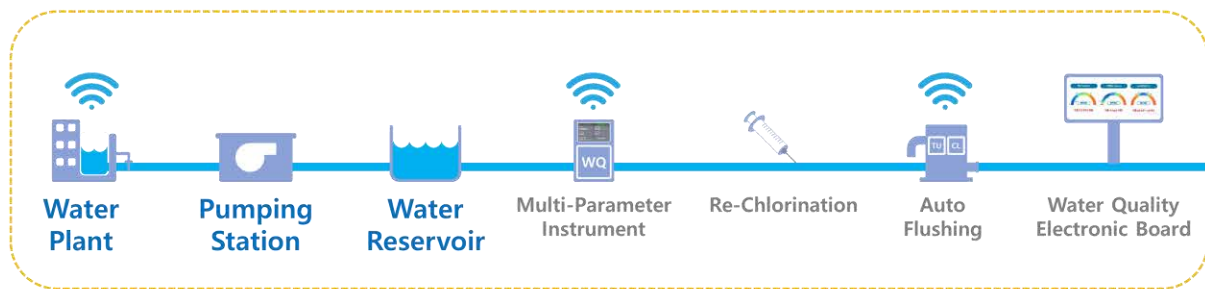 Water
Plant
Pumping
Station
Water
Reservoir
WQ
Multi-Parameter
Instrument
Re-Chlorination
TU CL
Auto
Flushing
Water Quality
Electronic Board